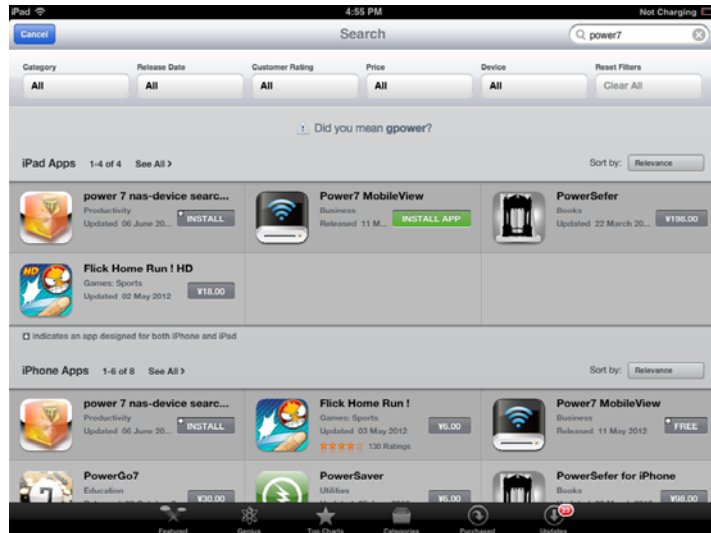 iPad 4:55 PM Not Charging
Cancel Search power7
Category Release Date Customer Rating Price Device Reset Filters
All All All All All Clear All
Did you mean gpower?
iPad Apps 1-4 of 4 See All > Sort by: Relevance
power 7 nas-device searc...
Productivity
Updated 06 June 20... INSTALL
Power7 MobileView
Business
Released 11 M... INSTALL APP
PowerSefer
Books
Updated 22 March 20... ¥198.00
Flick Home Run ! HD
Games: Sports
Updated 02 May 2012 ¥18.00
+ indicates an app designed for both iPhone and iPad
iPhone Apps 1-6 of 8 See All > Sort by: Relevance
power 7 nas-device searc...
Productivity
Updated 06 June 20... INSTALL
Flick Home Run !
Games: Sports
Updated 03 May 2012 ¥6.00
130 Ratings
Power7 MobileView
Business
Released 11 May 2012 FREE
PowerGo7
Education
¥30.00
PowerSaver
Utilities
¥6.00
PowerSefer for iPhone
Books
¥98.00
Featured Genius Top Charts Categories Purchased Updates